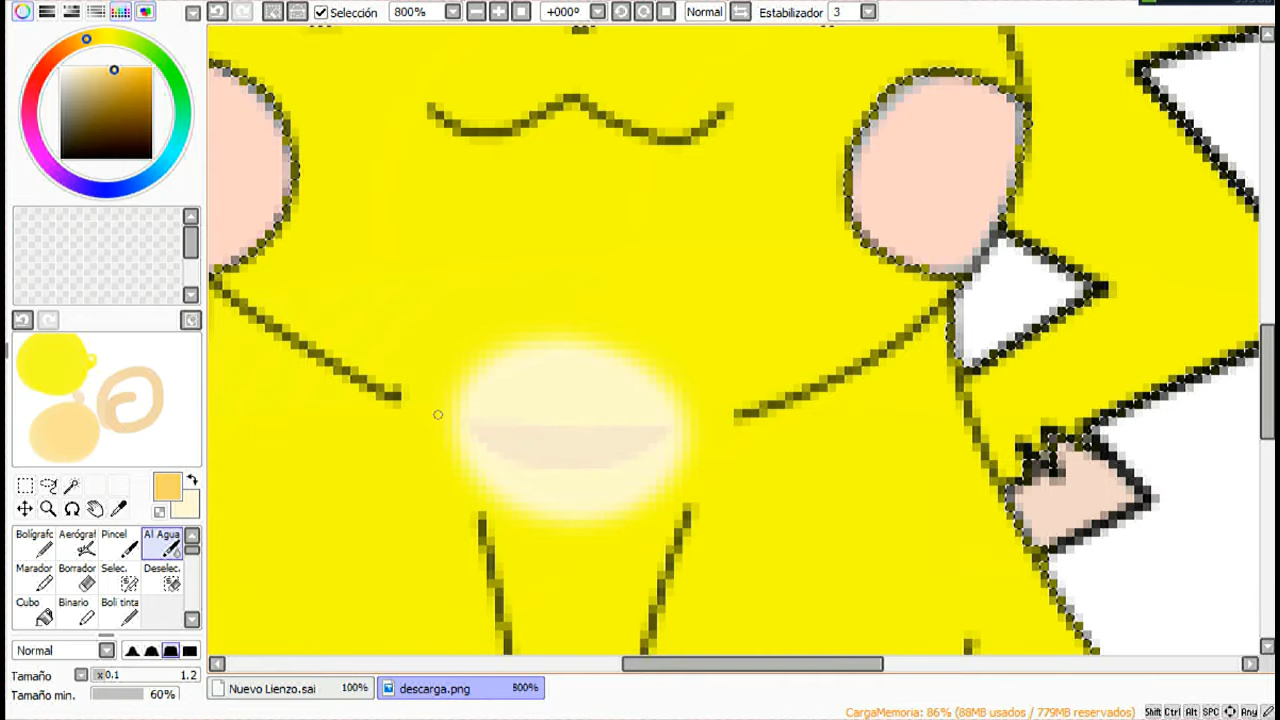 Selección 800% +000° Normal Estabilizador 3
Bolígrafo Aerógraf Pincel Al Agua
Marador Borrador Selec. Deselec.
Cubo Binario Boli tinta
Normal
Tamaño x0.1 1.2
Tamaño min. 60%
Nuevo Lienzo.sai 100% descarga.png 800%
CargaMemoria: 86% (88MB usados / 779MB reservados) Shift Ctrl Alt SPC Any